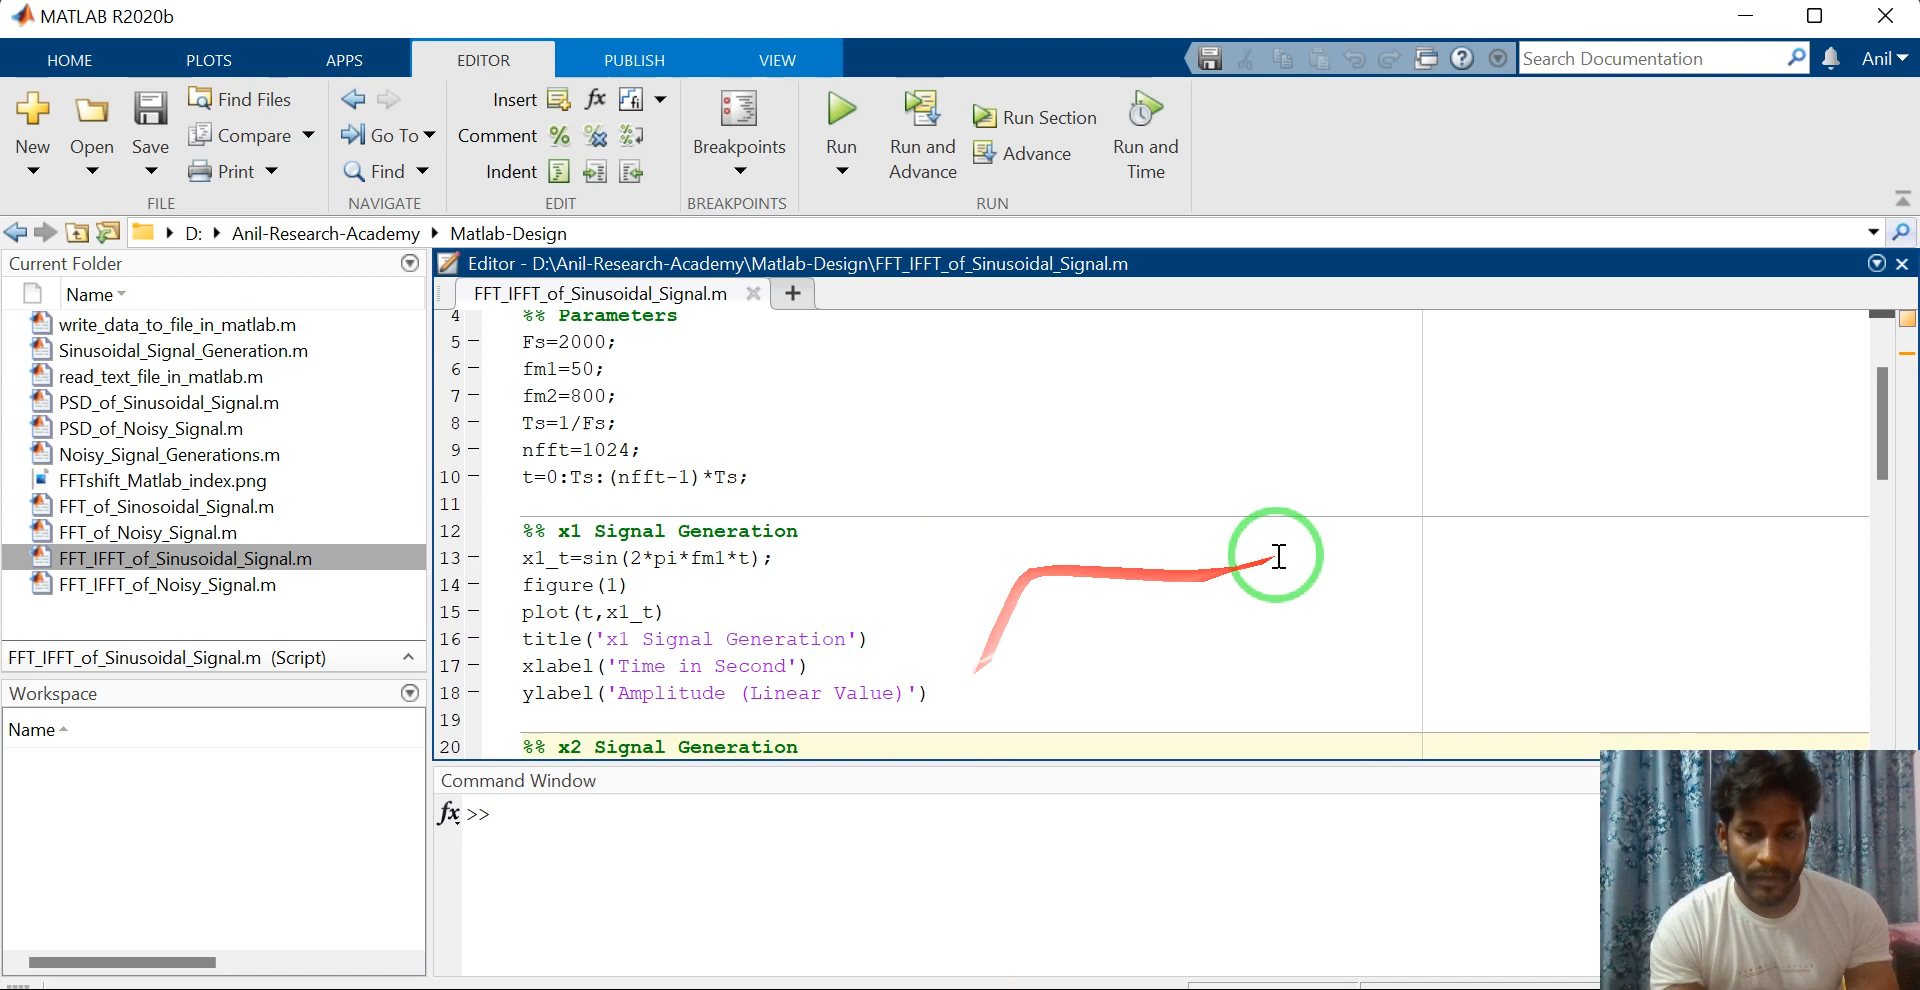 MATLAB R2020b
HOME PLOTS APPS EDITOR PUBLISH VIEW Search Documentation Anil
New Open Save Find Files Compare Print
FILE
Go To Find
NAVIGATE
Insert fx Comment Indent
EDIT
Breakpoints
BREAKPOINTS
Run Run and Advance Run Section Advance Run and Time
RUN
D: Anil-Research-Academy Matlab-Design
Current Folder
Name
write_data_to_file_in_matlab.m
Sinusoidal_Signal_Generation.m
read_text_file_in_matlab.m
PSD_of_Sinusoidal_Signal.m
PSD_of_Noisy_Signal.m
Noisy_Signal_Generations.m
FFTshift_Matlab_index.png
FFT_of_Sinosoidal_Signal.m
FFT_of_Noisy_Signal.m
FFT_IFFT_of_Sinusoidal_Signal.m
FFT_IFFT_of_Noisy_Signal.m
FFT_IFFT_of_Sinusoidal_Signal.m (Script)
Workspace
Name
Editor - D:\Anil-Research-Academy\Matlab-Design\FFT_IFFT_of_Sinusoidal_Signal.m
FFT_IFFT_of_Sinusoidal_Signal.m
4 %% Parameters
5 - Fs=2000;
6 - fm1=50;
7 - fm2=800;
8 - Ts=1/Fs;
9 - nfft=1024;
10 - t=0:Ts:(nfft-1)*Ts;
11
12 %% x1 Signal Generation
13 - x1_t=sin(2*pi*fm1*t);
14 - figure(1)
15 - plot(t,x1_t)
16 - title('x1 Signal Generation')
17 - xlabel('Time in Second')
18 - ylabel('Amplitude (Linear Value)')
19
20 %% x2 Signal Generation
Command Window
fx >>